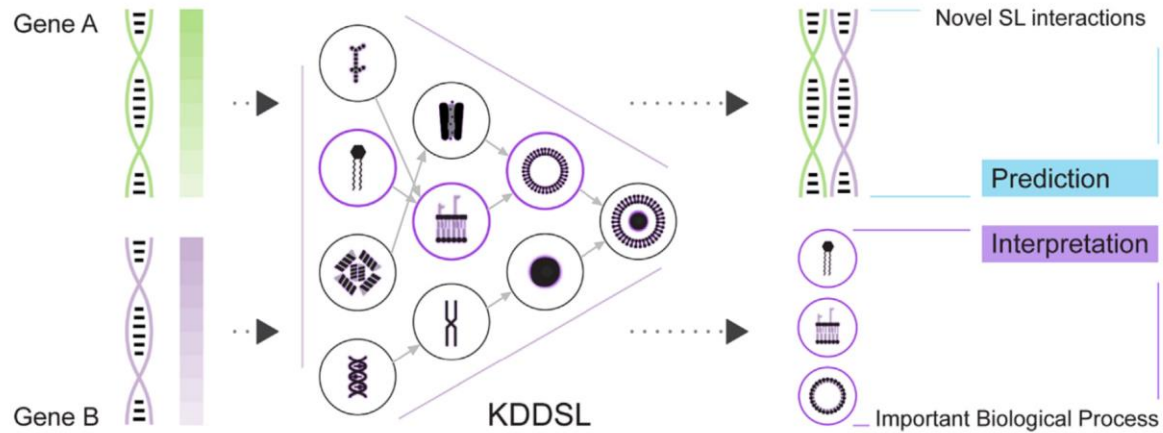 Gene A
Novel SL interactions
Prediction
Interpretation
Gene B
KDDSL
Important Biological Process